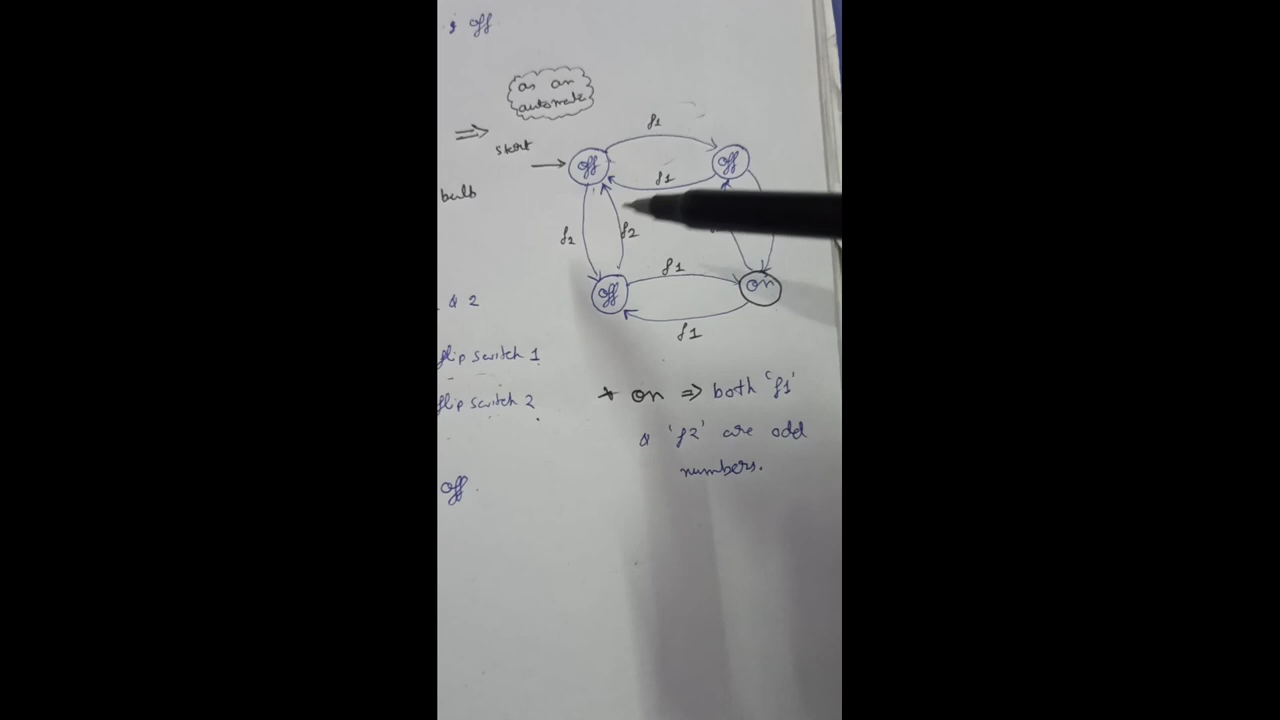 & off
as an
automata
f1
start
off
off
f1
bulb
f2
f2
f1
& 2
off
on
f1
flip switch 1
* on => both 'f1'
flip switch 2
& 'f2' are odd
numbers.
off.